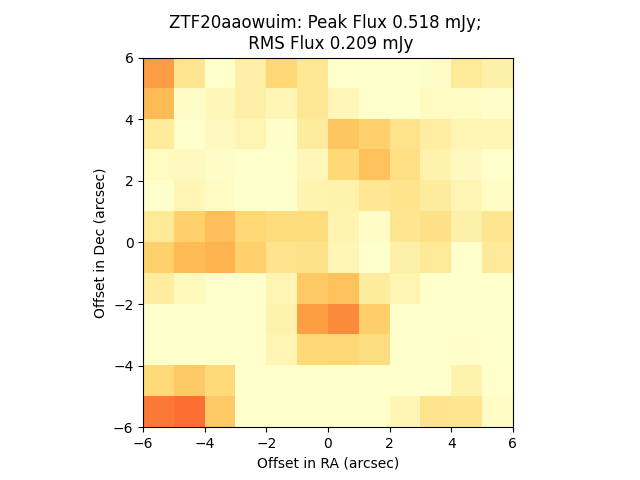 ZTF20aaowuim: Peak Flux 0.518 mJy;
RMS Flux 0.209 mJy
6
4
2
0
−2
−4
−6
Offset in Dec (arcsec)
−6 −4 −2 0 2 4 6
Offset in RA (arcsec)